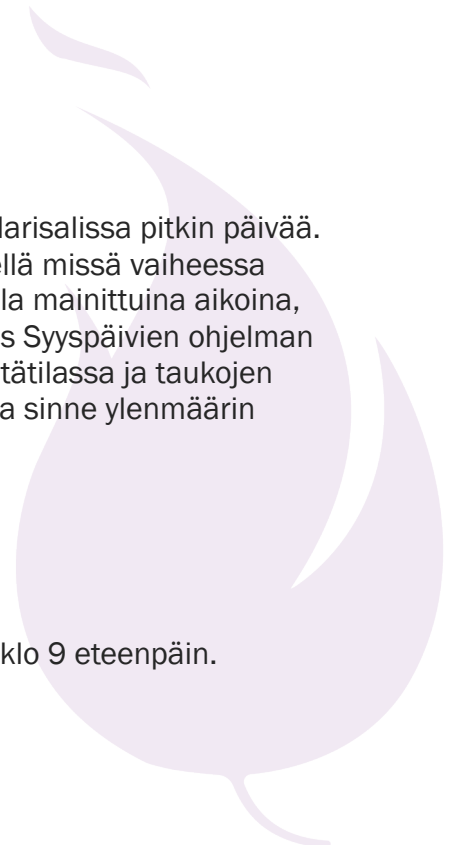 larisalissa pitkin päivää.
ellä missä vaiheessa
la mainittuina aikoina,
s Syyspäivien ohjelman
tätilassa ja taukojen
a sinne ylenmäärin
klo 9 eteenpäin.